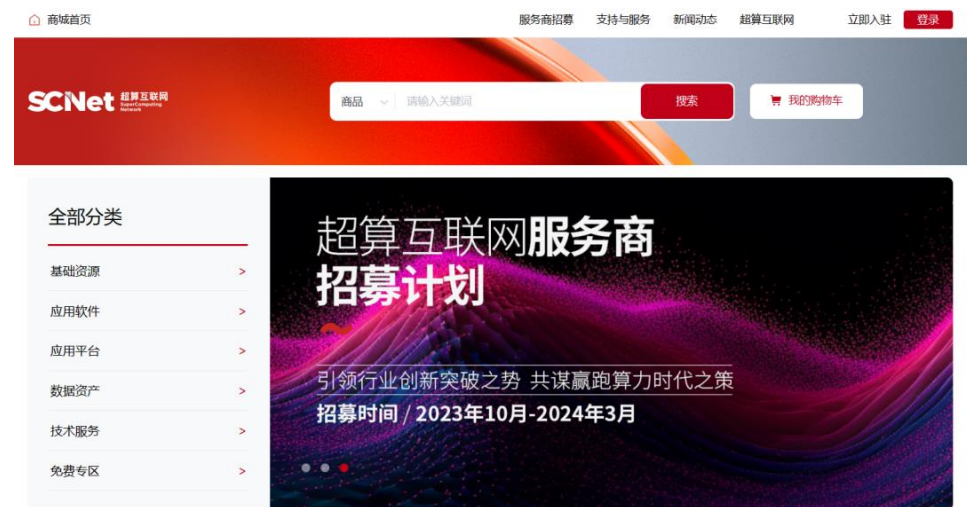 商城首页 服务商招募 支持与服务 新闻动态 超算互联网 立即入驻 登录
SCNet 超算互联网
SuperComputing
Network
商品 请输入关键词 搜索 我的购物车
全部分类
基础资源 >
应用软件 >
应用平台 >
数据资产 >
技术服务 >
免费专区 >
超算互联网服务商
招募计划
引领行业创新突破之势 共谋赢跑算力时代之策
招募时间 / 2023年10月-2024年3月